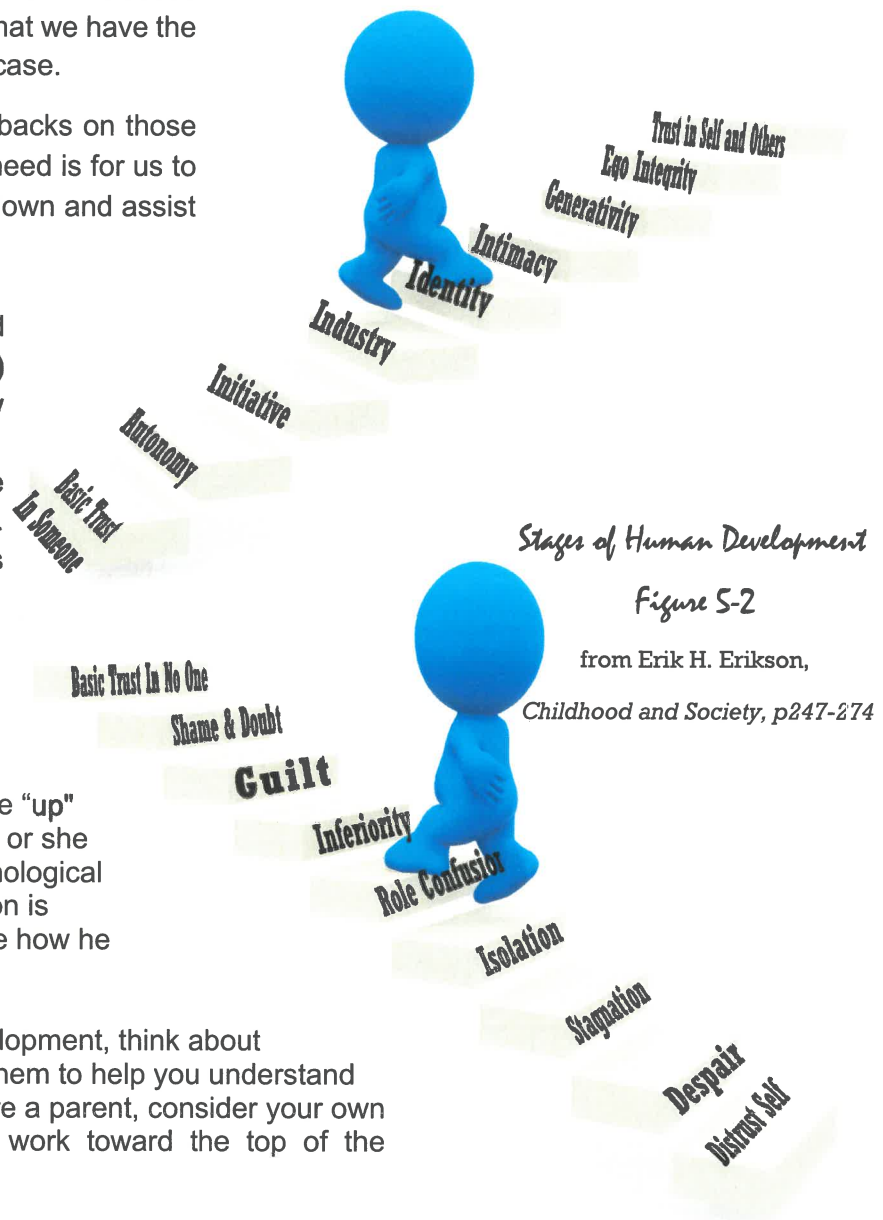 hat we have the
case.
backs on those
need is for us to
own and assist
Trust in Self and Others
Ego Integrity
Generativity
Intimacy
Identity
Industry
Initiative
Autonomy
Basic Trust
In Someone
)
e
s
Stages of Human Development
Figure 5-2
from Erik H. Erikson,
Childhood and Society, p247-274
Basic Trust In No One
Shame & Doubt
Guilt
Inferiority
Role Confusion
Isolation
Stagnation
Despair
Distrust Self
e “up"
or she
nological
on is
e how he
lopment, think about
hem to help you understand
re a parent, consider your own
work toward the top of the